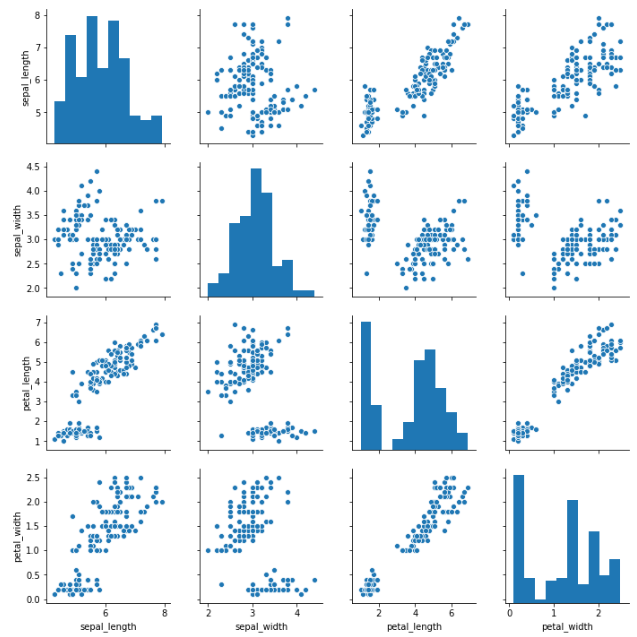 8
7
6
5
sepal_length
4.5
4.0
3.5
3.0
2.5
2.0
sepal_width
7
6
5
4
3
2
1
petal_length
2.5
2.0
1.5
1.0
0.5
0.0
petal_width
6 8
sepal_length
2 3 4
sepal_width
2 4 6
petal_length
0 1 2
petal_width